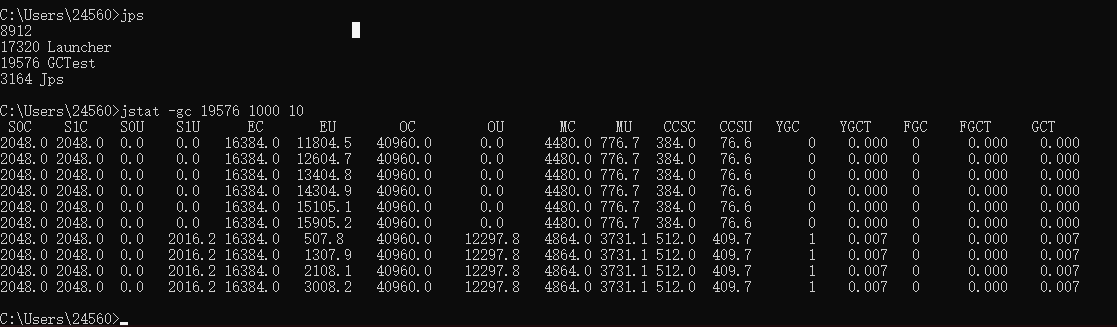 C:\Users\24560>jps
8912
17320 Launcher
19576 GCTest
3164 Jps
C:\Users\24560>jstat -gc 19576 1000 10
S0C S1C S0U S1U EC EU OC OU MC MU CCSC CCSU YGC YGCT FGC FGCT GCT
2048.0 2048.0 0.0 0.0 16384.0 11804.5 40960.0 0.0 4480.0 776.7 384.0 76.6 0 0.000 0 0.000 0.000
2048.0 2048.0 0.0 0.0 16384.0 12604.7 40960.0 0.0 4480.0 776.7 384.0 76.6 0 0.000 0 0.000 0.000
2048.0 2048.0 0.0 0.0 16384.0 13404.8 40960.0 0.0 4480.0 776.7 384.0 76.6 0 0.000 0 0.000 0.000
2048.0 2048.0 0.0 0.0 16384.0 14304.9 40960.0 0.0 4480.0 776.7 384.0 76.6 0 0.000 0 0.000 0.000
2048.0 2048.0 0.0 0.0 16384.0 15105.1 40960.0 0.0 4480.0 776.7 384.0 76.6 0 0.000 0 0.000 0.000
2048.0 2048.0 0.0 0.0 16384.0 15905.2 40960.0 0.0 4480.0 776.7 384.0 76.6 0 0.000 0 0.000 0.000
2048.0 2048.0 0.0 2016.2 16384.0 507.8 40960.0 12297.8 4864.0 3731.1 512.0 409.7 1 0.007 0 0.000 0.007
2048.0 2048.0 0.0 2016.2 16384.0 1307.9 40960.0 12297.8 4864.0 3731.1 512.0 409.7 1 0.007 0 0.000 0.007
2048.0 2048.0 0.0 2016.2 16384.0 2108.1 40960.0 12297.8 4864.0 3731.1 512.0 409.7 1 0.007 0 0.000 0.007
2048.0 2048.0 0.0 2016.2 16384.0 3008.2 40960.0 12297.8 4864.0 3731.1 512.0 409.7 1 0.007 0 0.000 0.007
C:\Users\24560>